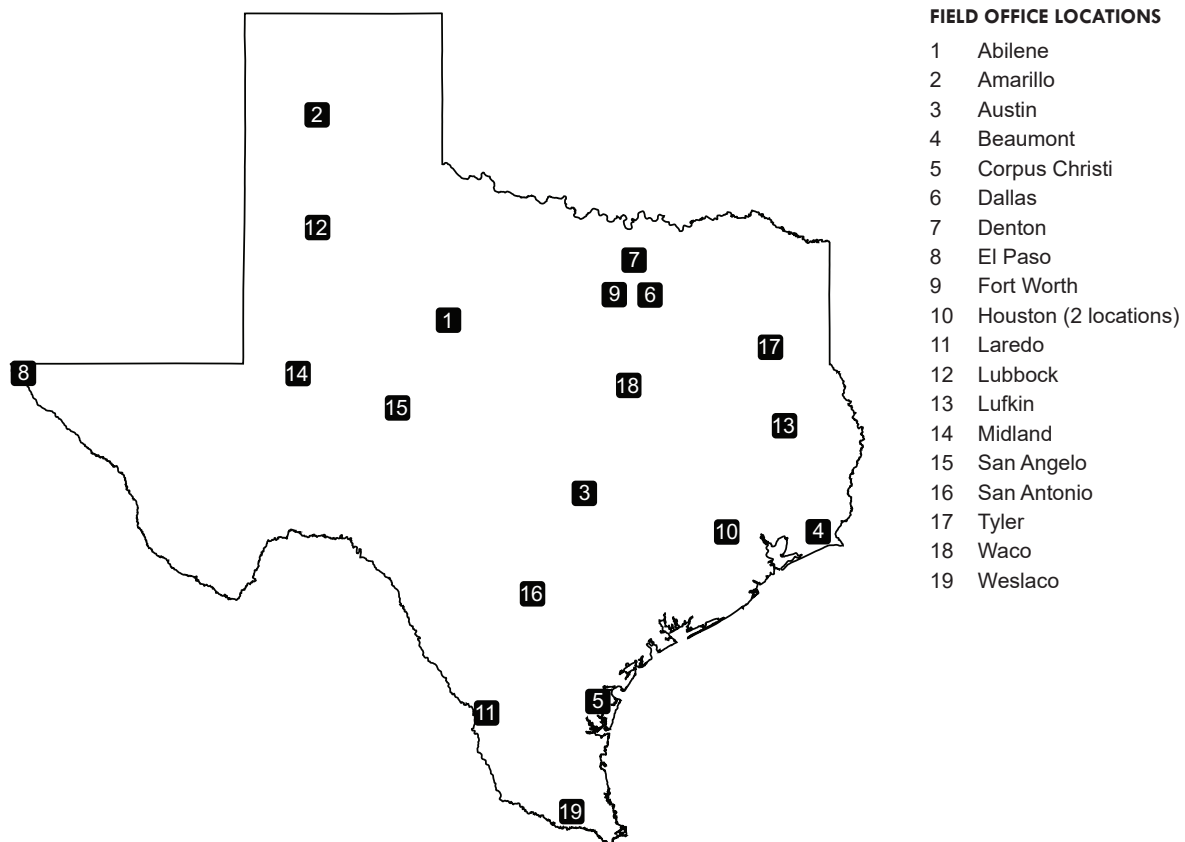 FIELD OFFICE LOCATIONS
1 Abilene
2 Amarillo
3 Austin
4 Beaumont
5 Corpus Christi
6 Dallas
7 Denton
8 El Paso
9 Fort Worth
10 Houston (2 locations)
11 Laredo
12 Lubbock
13 Lufkin
14 Midland
15 San Angelo
16 San Antonio
17 Tyler
18 Waco
19 Weslaco
2
12
7
9 6
1
17
8
14
18
15
13
3
10
4
16
5
11
19